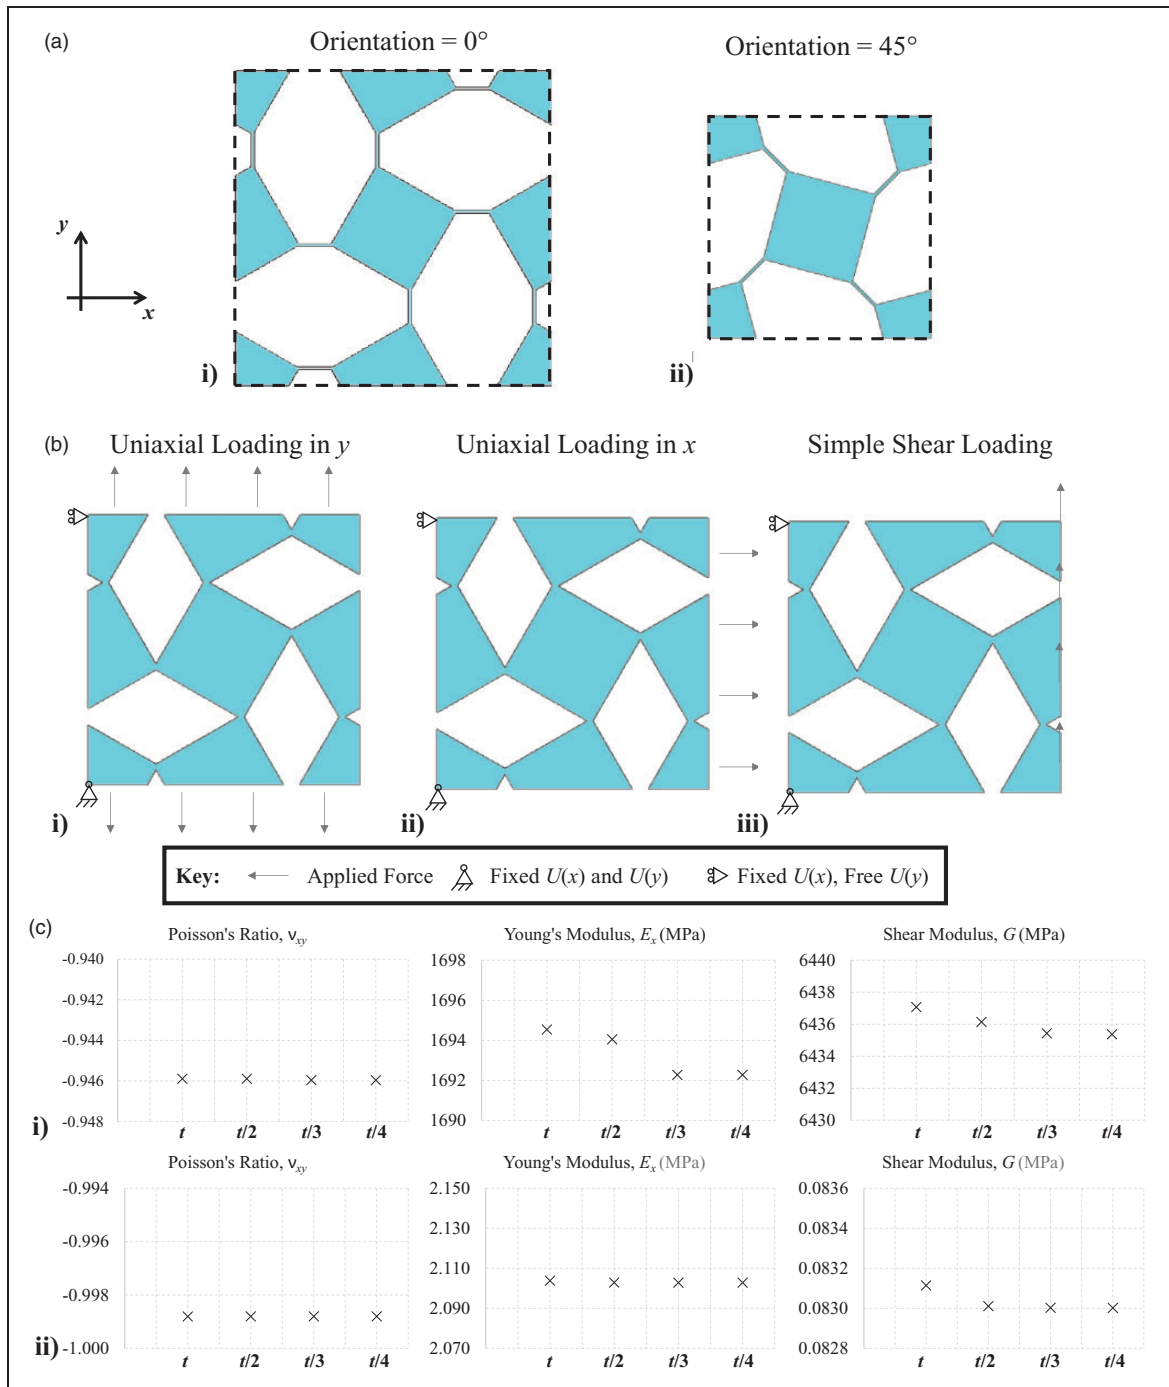 (a)
Orientation = 0°
Orientation = 45°
y
x
i)
ii)
(b)
Uniaxial Loading in y
Uniaxial Loading in x
Simple Shear Loading
i)
ii)
iii)
Key: Applied Force Fixed U(x) and U(y) Fixed U(x), Free U(y)
(c)
Poisson's Ratio, νxy
-0.940
-0.942
-0.944
-0.946
-0.948
t t/2 t/3 t/4
Young's Modulus, Ex (MPa)
1698
1696
1694
1692
1690
t t/2 t/3 t/4
Shear Modulus, G (MPa)
6440
6438
6436
6434
6432
6430
t t/2 t/3 t/4
i)
Poisson's Ratio, νxy
-0.994
-0.996
-0.998
-1.000
t t/2 t/3 t/4
Young's Modulus, Ex (MPa)
2.150
2.130
2.110
2.090
2.070
t t/2 t/3 t/4
Shear Modulus, G (MPa)
0.0836
0.0834
0.0832
0.0830
0.0828
t t/2 t/3 t/4
ii)